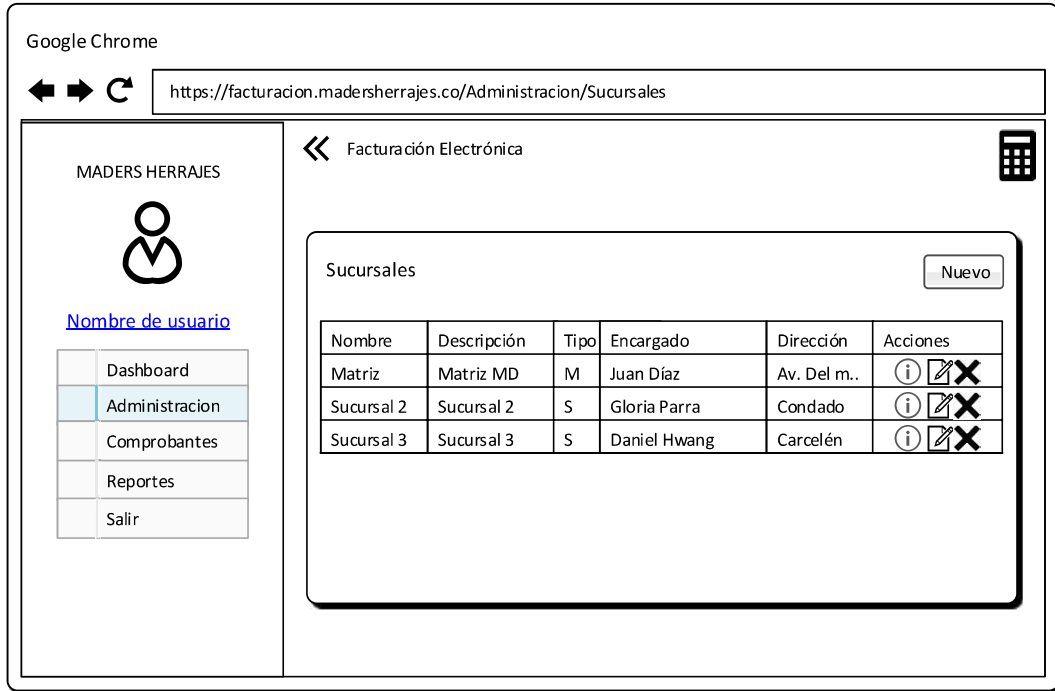 Google Chrome
https://facturacion.madersherrajes.co/Administracion/Sucursales
MADERS HERRAJES
Nombre de usuario
Dashboard
Administracion
Comprobantes
Reportes
Salir
Facturación Electrónica
Sucursales
Nuevo
Nombre Descripción Tipo Encargado Dirección Acciones
Matriz Matriz MD M Juan Díaz Av. Del m..
Sucursal 2 Sucursal 2 S Gloria Parra Condado
Sucursal 3 Sucursal 3 S Daniel Hwang Carcelén